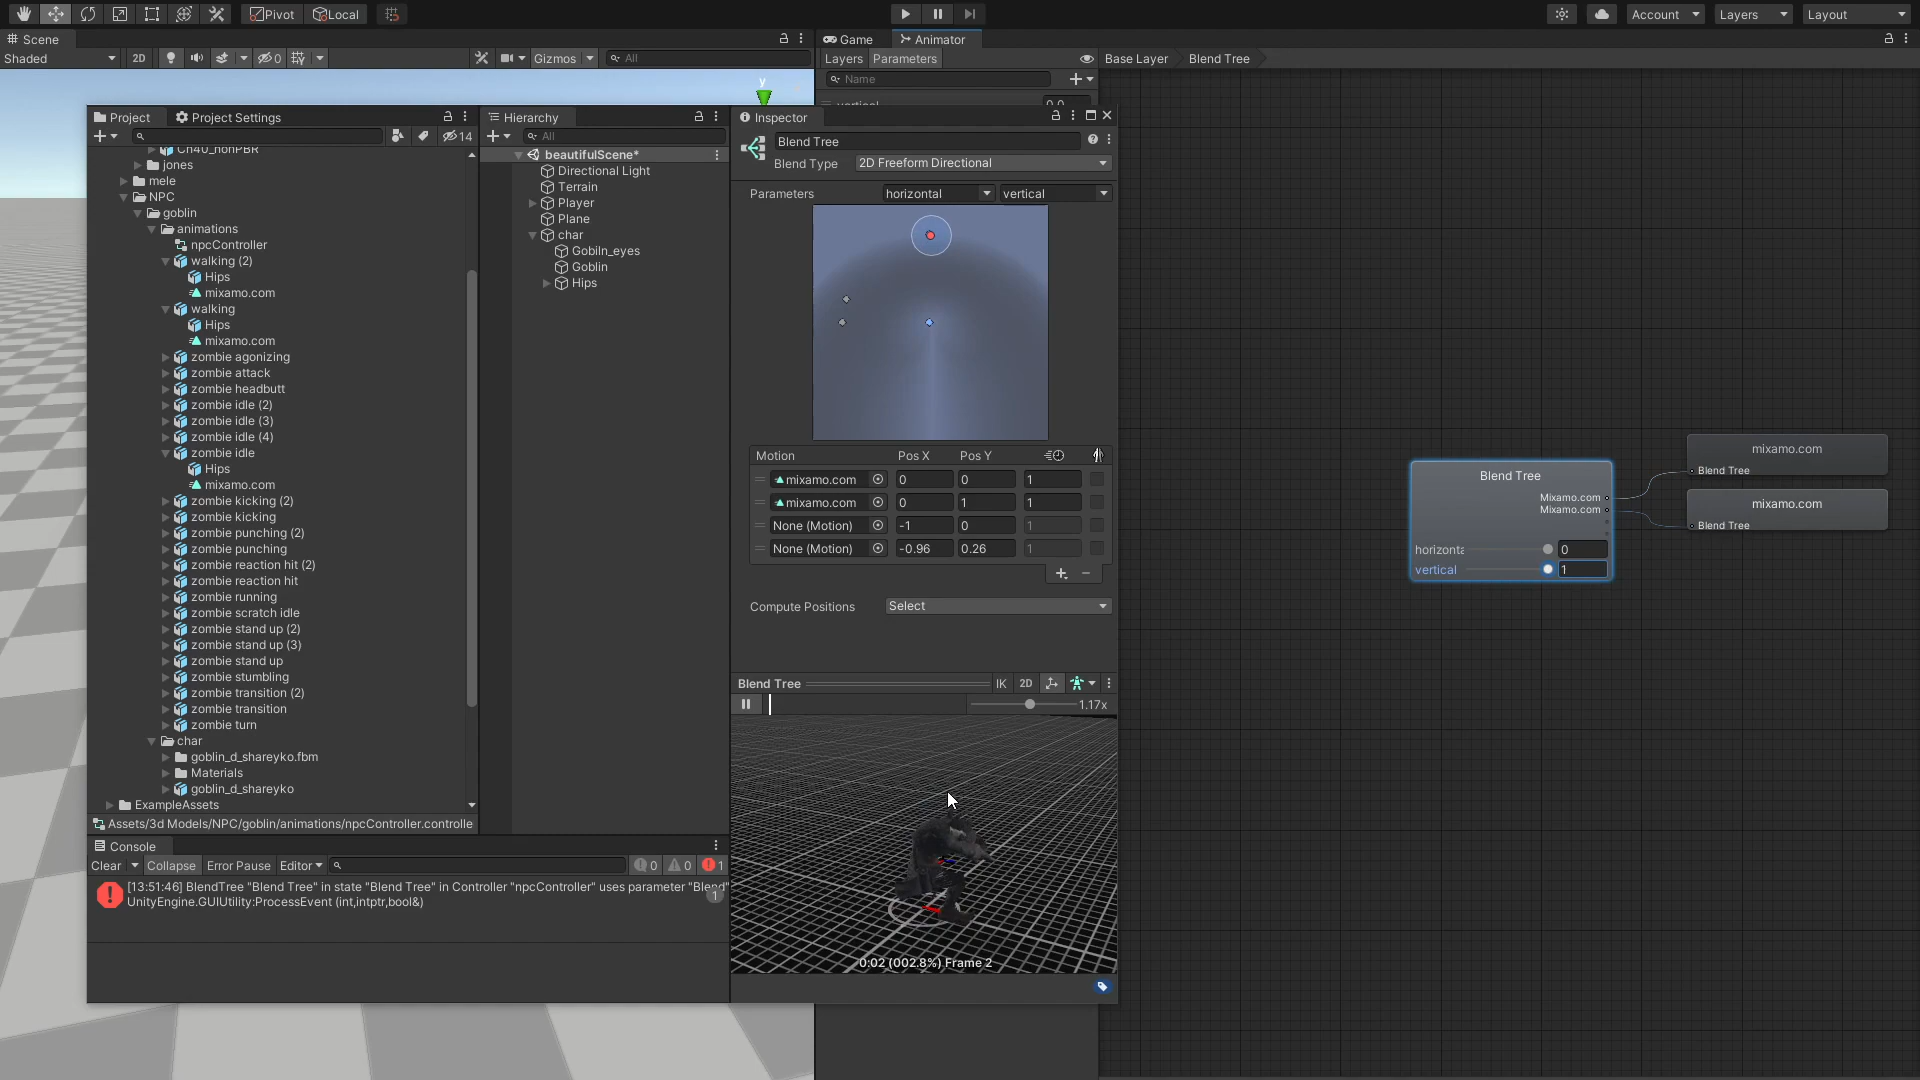 Pivot
Local
Account
Layers
Layout
Scene
Game
Animator
Shaded
2D
0
Gizmos
All
Layers
Parameters
Base Layer
Blend Tree
Name
y
vertical
0.0
Project
Project Settings
14
Ch40_nonPBR
jones
mele
NPC
goblin
animations
npcController
walking (2)
Hips
mixamo.com
walking
Hips
mixamo.com
zombie agonizing
zombie attack
zombie headbutt
zombie idle (2)
zombie idle (3)
zombie idle (4)
zombie idle
Hips
mixamo.com
zombie kicking (2)
zombie kicking
zombie punching (2)
zombie punching
zombie reaction hit (2)
zombie reaction hit
zombie running
zombie scratch idle
zombie stand up (2)
zombie stand up (3)
zombie stand up
zombie stumbling
zombie transition (2)
zombie transition
zombie turn
char
goblin_d_shareyko.fbm
Materials
goblin_d_shareyko
ExampleAssets
Assets/3d Models/NPC/goblin/animations/npcController.controlle
Hierarchy
All
beautifulScene*
Directional Light
Terrain
Player
Plane
char
Gobiln_eyes
Goblin
Hips
Inspector
Blend Tree
Blend Type
2D Freeform Directional
Parameters
horizontal
vertical
Motion
Pos X
Pos Y
mixamo.com
0
0
1
mixamo.com
0
1
1
None (Motion)
-1
0
1
None (Motion)
-0.96
0.26
1
Compute Positions
Select
Blend Tree
IK
2D
1.17x
0:02 (002.8%) Frame 2
Console
Clear
Collapse
Error Pause
Editor
0
0
1
[13:51:46] BlendTree "Blend Tree" in state "Blend Tree" in Controller "npcController" uses parameter "Blend"
UnityEngine.GUIUtility:ProcessEvent (int,intptr,bool&)
1
Blend Tree
Mixamo.com
Mixamo.com
horizonta
0
vertical
1
mixamo.com
Blend Tree
mixamo.com
Blend Tree